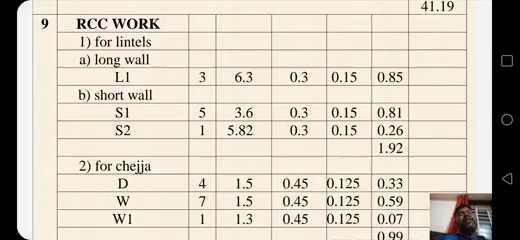 41.19
9 RCC WORK
1) for lintels
a) long wall
L1 3 6.3 0.3 0.15 0.85
b) short wall
S1 5 3.6 0.3 0.15 0.81
S2 1 5.82 0.3 0.15 0.26
1.92
2) for chejja
D 4 1.5 0.45 0.125 0.33
W 7 1.5 0.45 0.125 0.59
W1 1 1.3 0.45 0.125 0.07
0.99